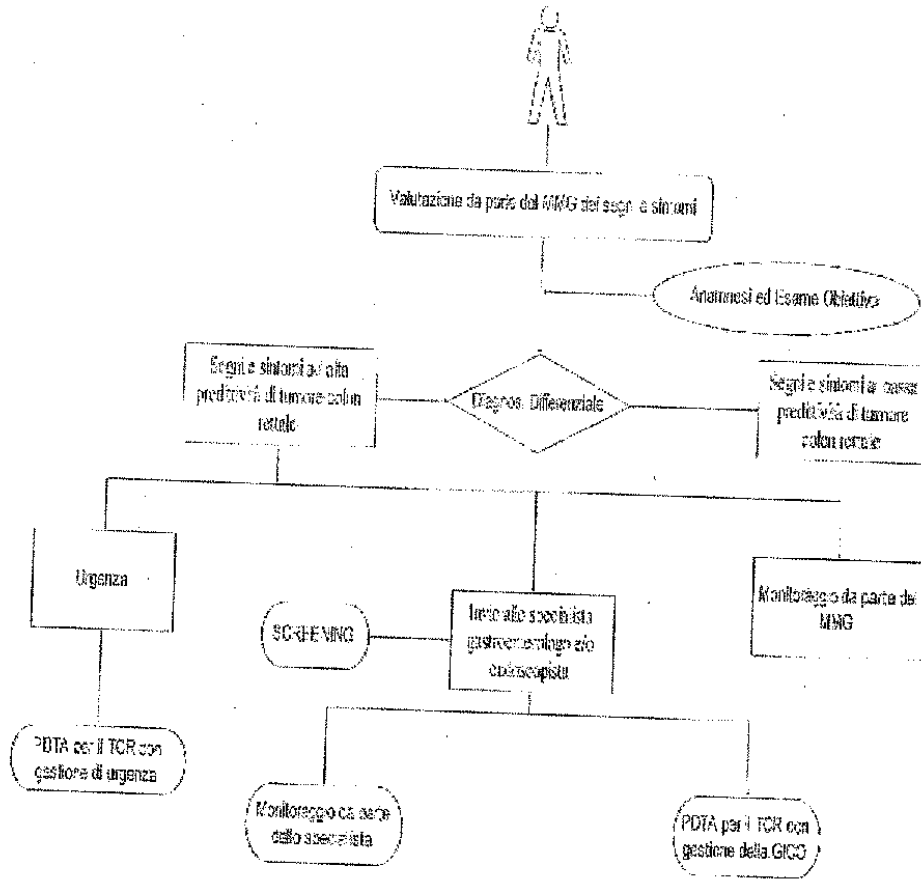 Valutazione da parte del MMG dei segni e sintomi
Anamnesi ed Esame Obiettivo
Segni e sintomi ad alta
predittività di tumore colon
rettale
Diagnosi Differenziale
Segni e sintomi a bassa
predittività di tumore
colon rettale
Urgenza
SCREENING
Invio allo specialista
gastroenterologo e/o
endoscopista
Monitoraggio da parte del
MMG
PDTA per il TCR con
gestione di urgenza
Monitoraggio da parte
dello specialista
PDTA per il TCR con
gestione della GICO